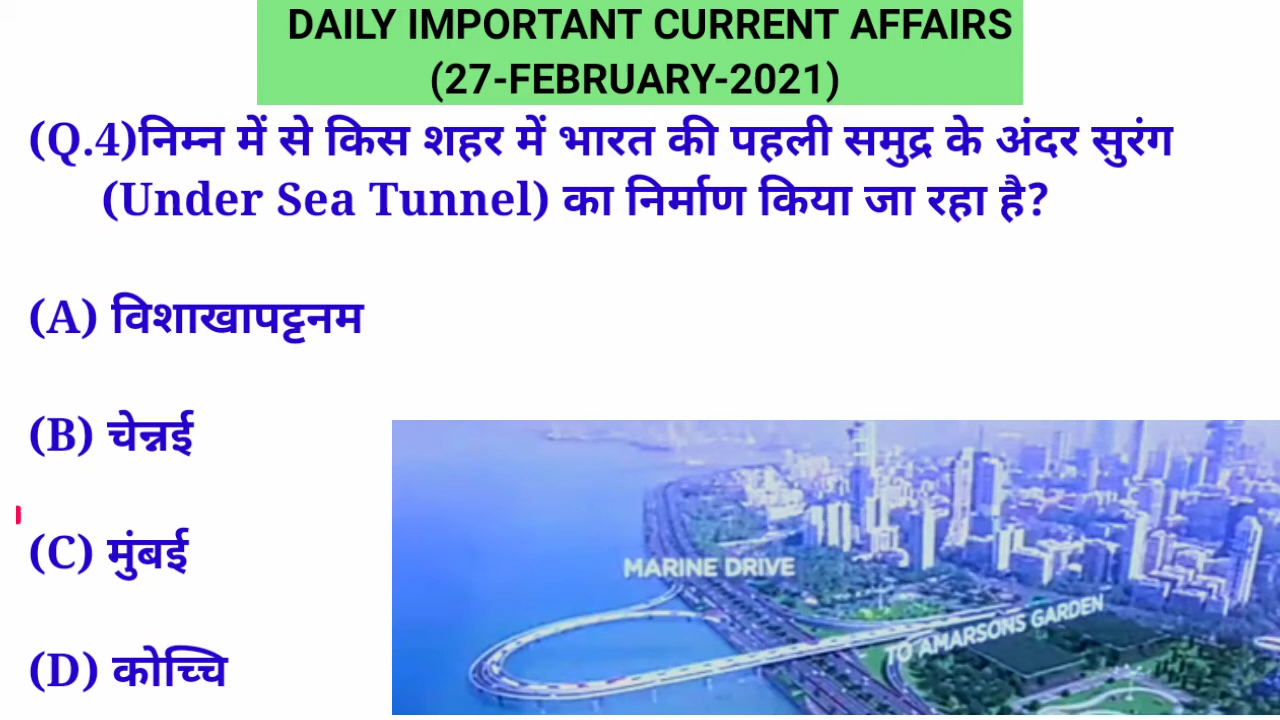 DAILY IMPORTANT CURRENT AFFAIRS
(27-FEBRUARY-2021)
(Q.4)निम्न में से किस शहर में भारत की पहली समुद्र के अंदर सुरंग
(Under Sea Tunnel) का निर्माण किया जा रहा है?
(A) विशाखापट्टनम
(B) चेन्नई
(C) मुंबई
(D) कोच्चि
MARINE DRIVE
TO AMARSONS GARDEN